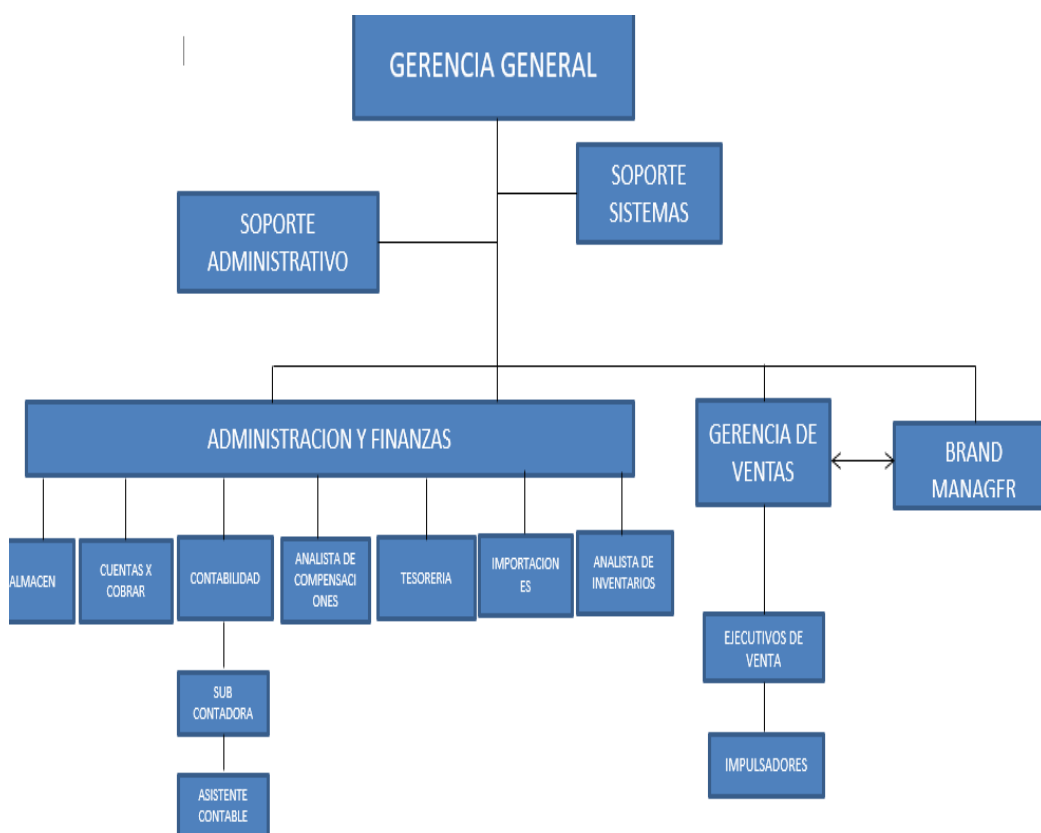 GERENCIA GENERAL
SOPORTE
SISTEMAS
SOPORTE
ADMINISTRATIVO
ADMINISTRACION Y FINANZAS
GERENCIA DE
VENTAS
BRAND
MANAGER
ALMACEN
CUENTAS X
COBRAR
CONTABILIDAD
ANALISTA DE
COMPENSACI
ONES
TESORERIA
IMPORTACION
ES
ANALISTA DE
INVENTARIOS
EJECUTIVOS DE
VENTA
SUB
CONTADORA
IMPULSADORES
ASISTENTE
CONTABLE